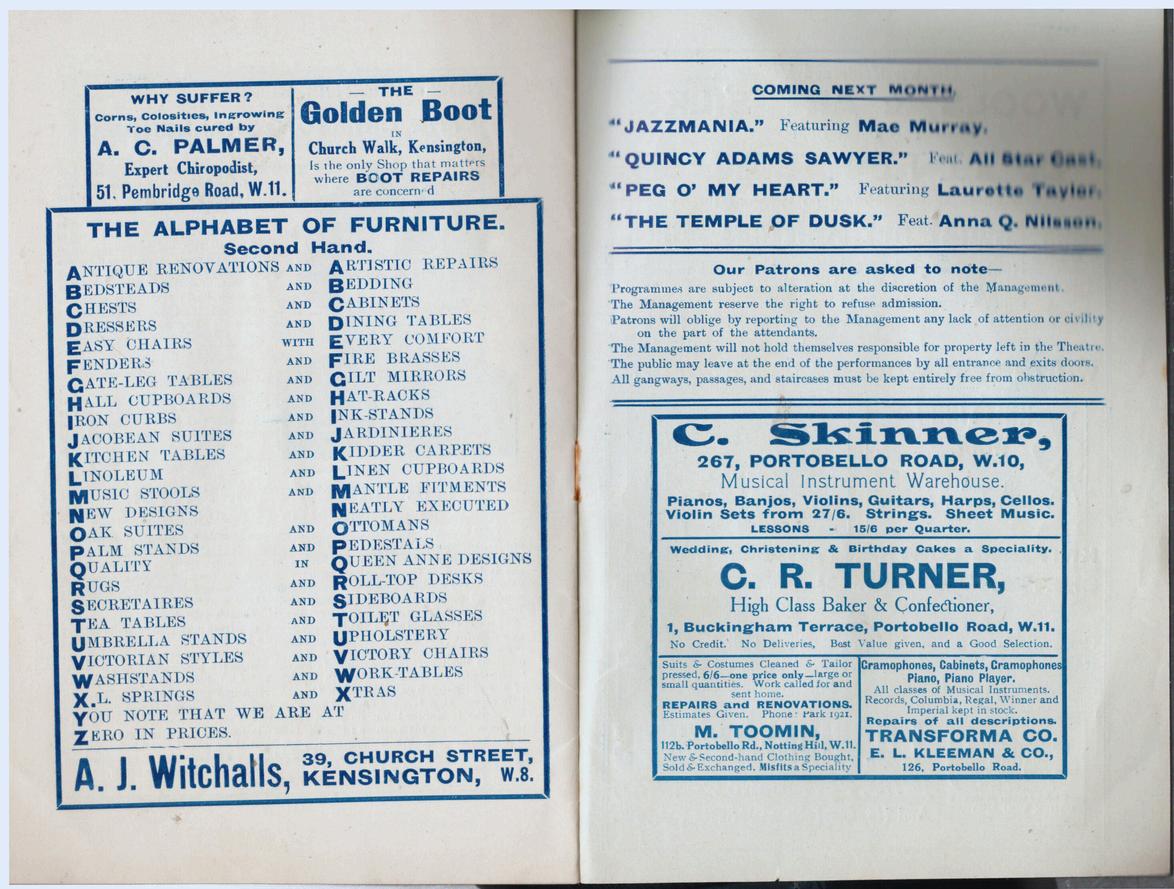 WHY SUFFER?
Corns, Colosities, Ingrowing
Toe Nails cured by
A. C. PALMER,
Expert Chiropodist,
51. Pembridge Road, W.11.
— THE —
Golden Boot
IN
Church Walk, Kensington,
Is the only Shop that matters
where BOOT REPAIRS
are concern d
THE ALPHABET OF FURNITURE.
Second Hand.
ANTIQUE RENOVATIONS AND ARTISTIC REPAIRS
BEDSTEADS AND BEDDING
CHESTS AND CABINETS
DRESSERS AND DINING TABLES
EASY CHAIRS WITH EVERY COMFORT
FENDERS AND FIRE BRASSES
GATE-LEG TABLES AND GILT MIRRORS
HALL CUPBOARDS AND HAT-RACKS
IRON CURBS AND INK-STANDS
JACOBEAN SUITES AND JARDINIERES
KITCHEN TABLES AND KIDDER CARPETS
LINOLEUM AND LINEN CUPBOARDS
MUSIC STOOLS AND MANTLE FITMENTS
NEW DESIGNS NEATLY EXECUTED
OAK SUITES AND OTTOMANS
PALM STANDS AND PEDESTALS
QUALITY IN QUEEN ANNE DESIGNS
RUGS AND ROLL-TOP DESKS
SECRETAIRES AND SIDEBOARDS
TEA TABLES AND TOILET GLASSES
UMBRELLA STANDS AND UPHOLSTERY
VICTORIAN STYLES AND VICTORY CHAIRS
WASHSTANDS AND WORK-TABLES
X.L. SPRINGS AND XTRAS
YOU NOTE THAT WE ARE AT
ZERO IN PRICES.
A. J. Witchalls, 39, CHURCH STREET,
KENSINGTON, W.8.
COMING NEXT MONTH,
"JAZZMANIA." Featuring Mae Murray.
"QUINCY ADAMS SAWYER." Feat. All Star Cast.
"PEG O' MY HEART." Featuring Laurette Taylor.
"THE TEMPLE OF DUSK." Feat. Anna Q. Nilsson.
Our Patrons are asked to note—
Programmes are subject to alteration at the discretion of the Management.
The Management reserve the right to refuse admission.
Patrons will oblige by reporting to the Management any lack of attention or civility
on the part of the attendants.
The Management will not hold themselves responsible for property left in the Theatre.
The public may leave at the end of the performances by all entrance and exits doors.
All gangways, passages, and staircases must be kept entirely free from obstruction.
C. Skinner,
267, PORTOBELLO ROAD, W.10,
Musical Instrument Warehouse.
Pianos, Banjos, Violins, Guitars, Harps, Cellos.
Violin Sets from 27/6. Strings. Sheet Music.
LESSONS - 15/6 per Quarter.
Wedding, Christening & Birthday Cakes a Speciality.
C. R. TURNER,
High Class Baker & Confectioner,
1, Buckingham Terrace, Portobello Road, W.11.
No Credit. No Deliveries, Best Value given, and a Good Selection.
Suits & Costumes Cleaned & Tailor
pressed, 6/6—one price only—large or
small quantities. Work called for and
sent home.
REPAIRS and RENOVATIONS.
Estimates Given. Phone: Park 1921.
M. TOOMIN,
112b. Portobello Rd., Notting Hill, W.11.
New & Second-hand Clothing Bought,
Sold & Exchanged. Misfits a Speciality
Gramophones, Cabinets, Gramophones
Piano, Piano Player.
All classes of Musical Instruments.
Records, Columbia, Regal, Winner and
Imperial kept in stock.
Repairs of all descriptions.
TRANSFORMA CO.
E. L. KLEEMAN & CO.,
126, Portobello Road.